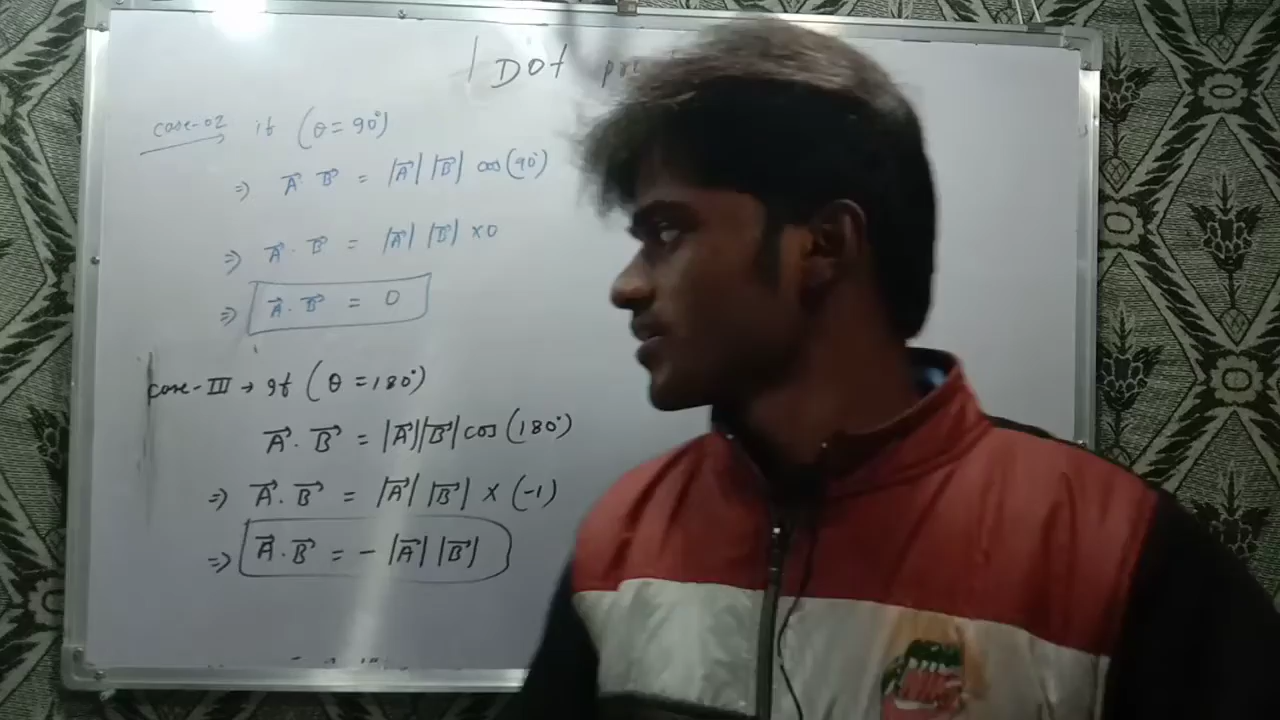 Dot
case-02 if (θ = 90°)
⇒ A⃗ B⃗ = |A⃗| |B⃗| cos(90°)
⇒ A⃗ . B⃗ = |A⃗| |B⃗| × 0
⇒ A⃗ . B⃗ = 0
case-III → If (θ = 180°)
A⃗ . B⃗ = |A⃗||B⃗| cos (180°)
⇒ A⃗ . B⃗ = |A⃗| |B⃗| × (-1)
⇒ A⃗ . B⃗ = - |A⃗| |B⃗|